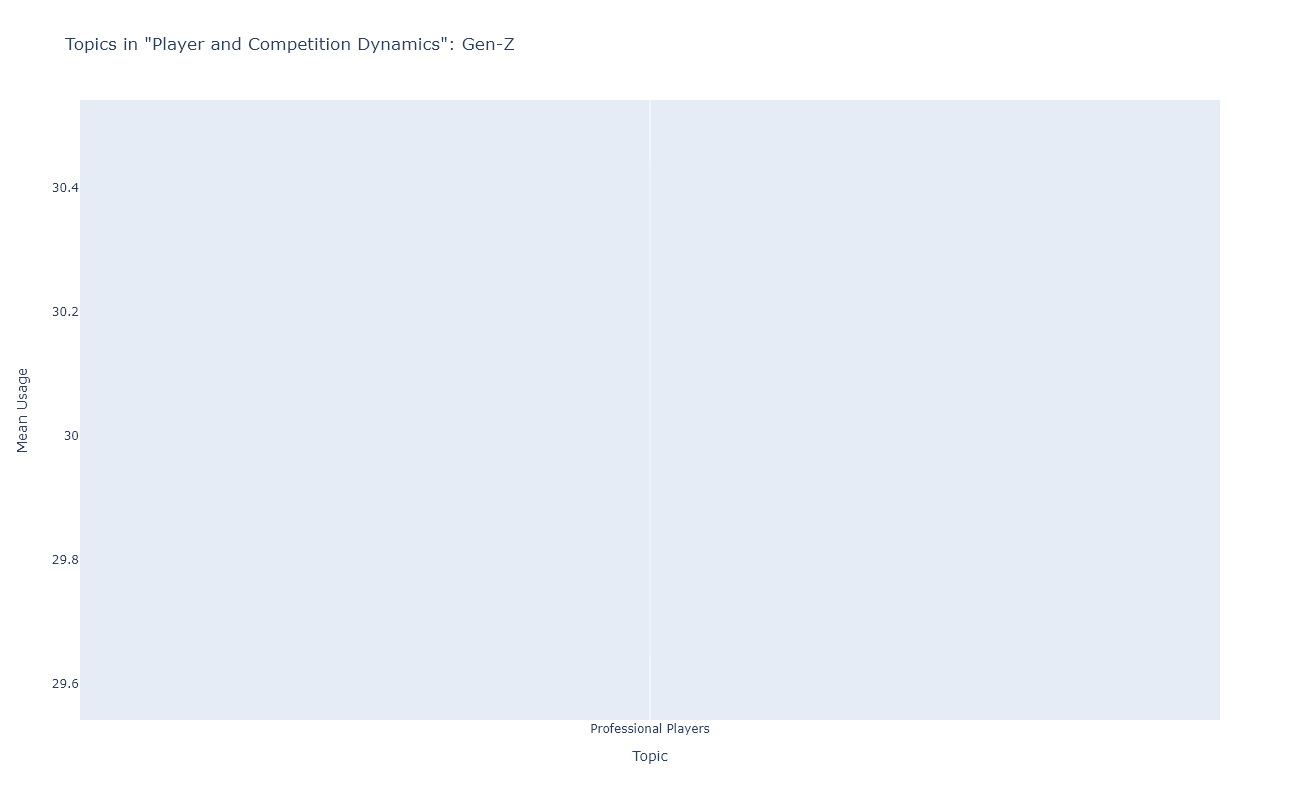 Topics in "Player and Competition Dynamics": Gen-Z
30.4
30.2
30
29.8
29.6
Mean Usage
Professional Players
Topic